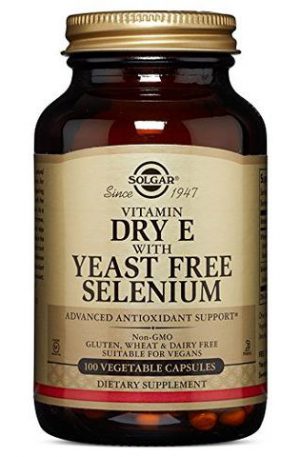 SOLGAR®
Since 1947
VITAMIN
DRY E
WITH
YEAST FREE
SELENIUM
ADVANCED ANTIOXIDANT SUPPORT*
Non-GMO
GLUTEN, WHEAT & DAIRY FREE
SUITABLE FOR VEGANS
100 VEGETABLE CAPSULES
DIETARY SUPPLEMENT